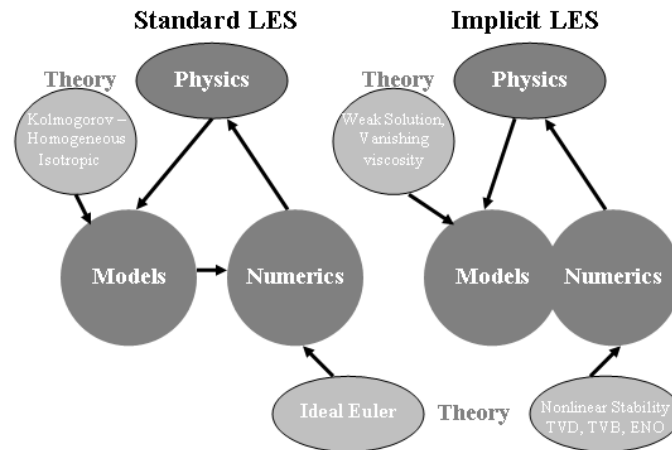 Standard LES
Theory
Physics
Kolmogorov –
Homogeneous
Isotropic
Models
Numerics
Ideal Euler
Implicit LES
Theory
Physics
Weak Solution,
Vanishing
viscosity
Models
Numerics
Theory
Nonlinear Stability
TVD, TVB, ENO